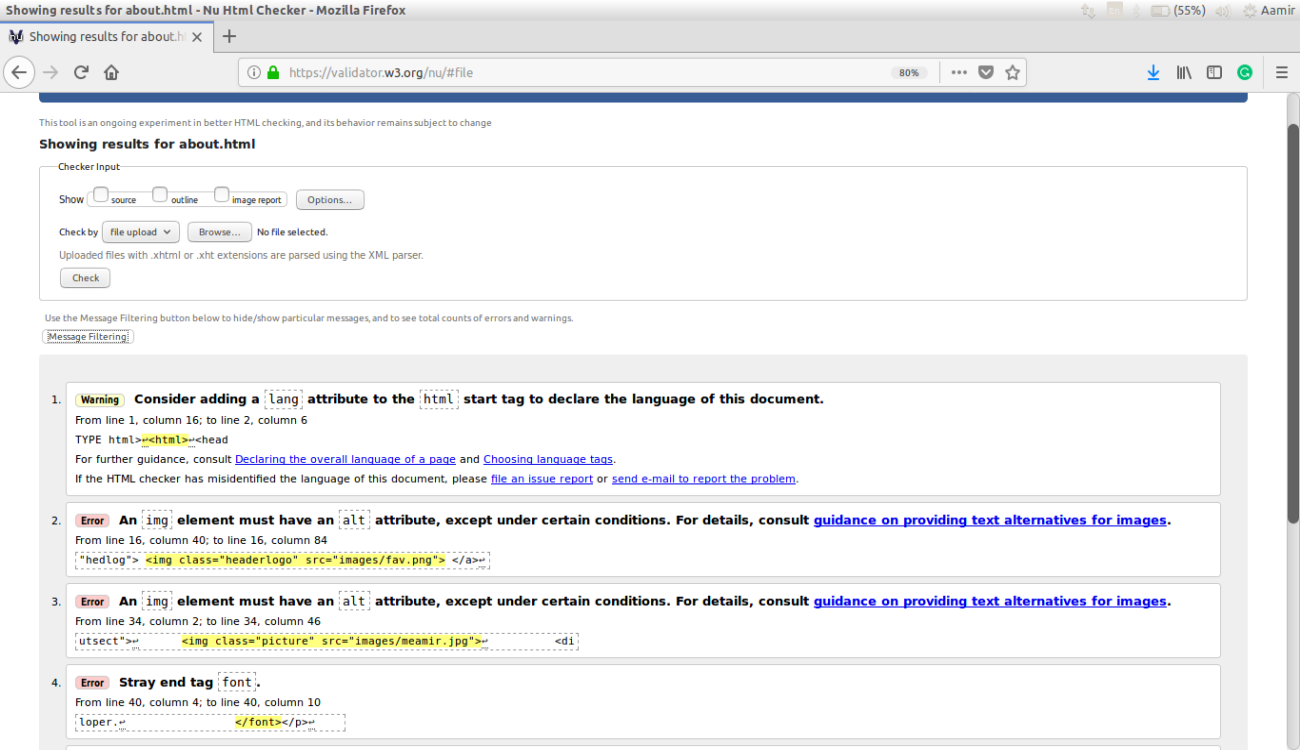 Showing results for about.html - Nu Html Checker - Mozilla Firefox
(55%) Aamir
Showing results for about.h
https://validator.w3.org/nu/#file 80%
This tool is an ongoing experiment in better HTML checking, and its behavior remains subject to change
Showing results for about.html
Checker Input
Show source outline image report Options...
Check by file upload Browse... No file selected.
Uploaded files with .xhtml or .xht extensions are parsed using the XML parser.
Check
Use the Message Filtering button below to hide/show particular messages, and to see total counts of errors and warnings.
Message Filtering
1. Warning Consider adding a lang attribute to the html start tag to declare the language of this document.
From line 1, column 16; to line 2, column 6
TYPE html>↩<html>↩<head
For further guidance, consult Declaring the overall language of a page and Choosing language tags.
If the HTML checker has misidentified the language of this document, please file an issue report or send e-mail to report the problem.
2. Error An img element must have an alt attribute, except under certain conditions. For details, consult guidance on providing text alternatives for images.
From line 16, column 40; to line 16, column 84
"hedlog"> <img class="headerlogo" src="images/fav.png"> </a>↩
3. Error An img element must have an alt attribute, except under certain conditions. For details, consult guidance on providing text alternatives for images.
From line 34, column 2; to line 34, column 46
utsect">↩ <img class="picture" src="images/meamir.jpg">↩ <di
4. Error Stray end tag font.
From line 40, column 4; to line 40, column 10
loper.↩ </font></p>↩